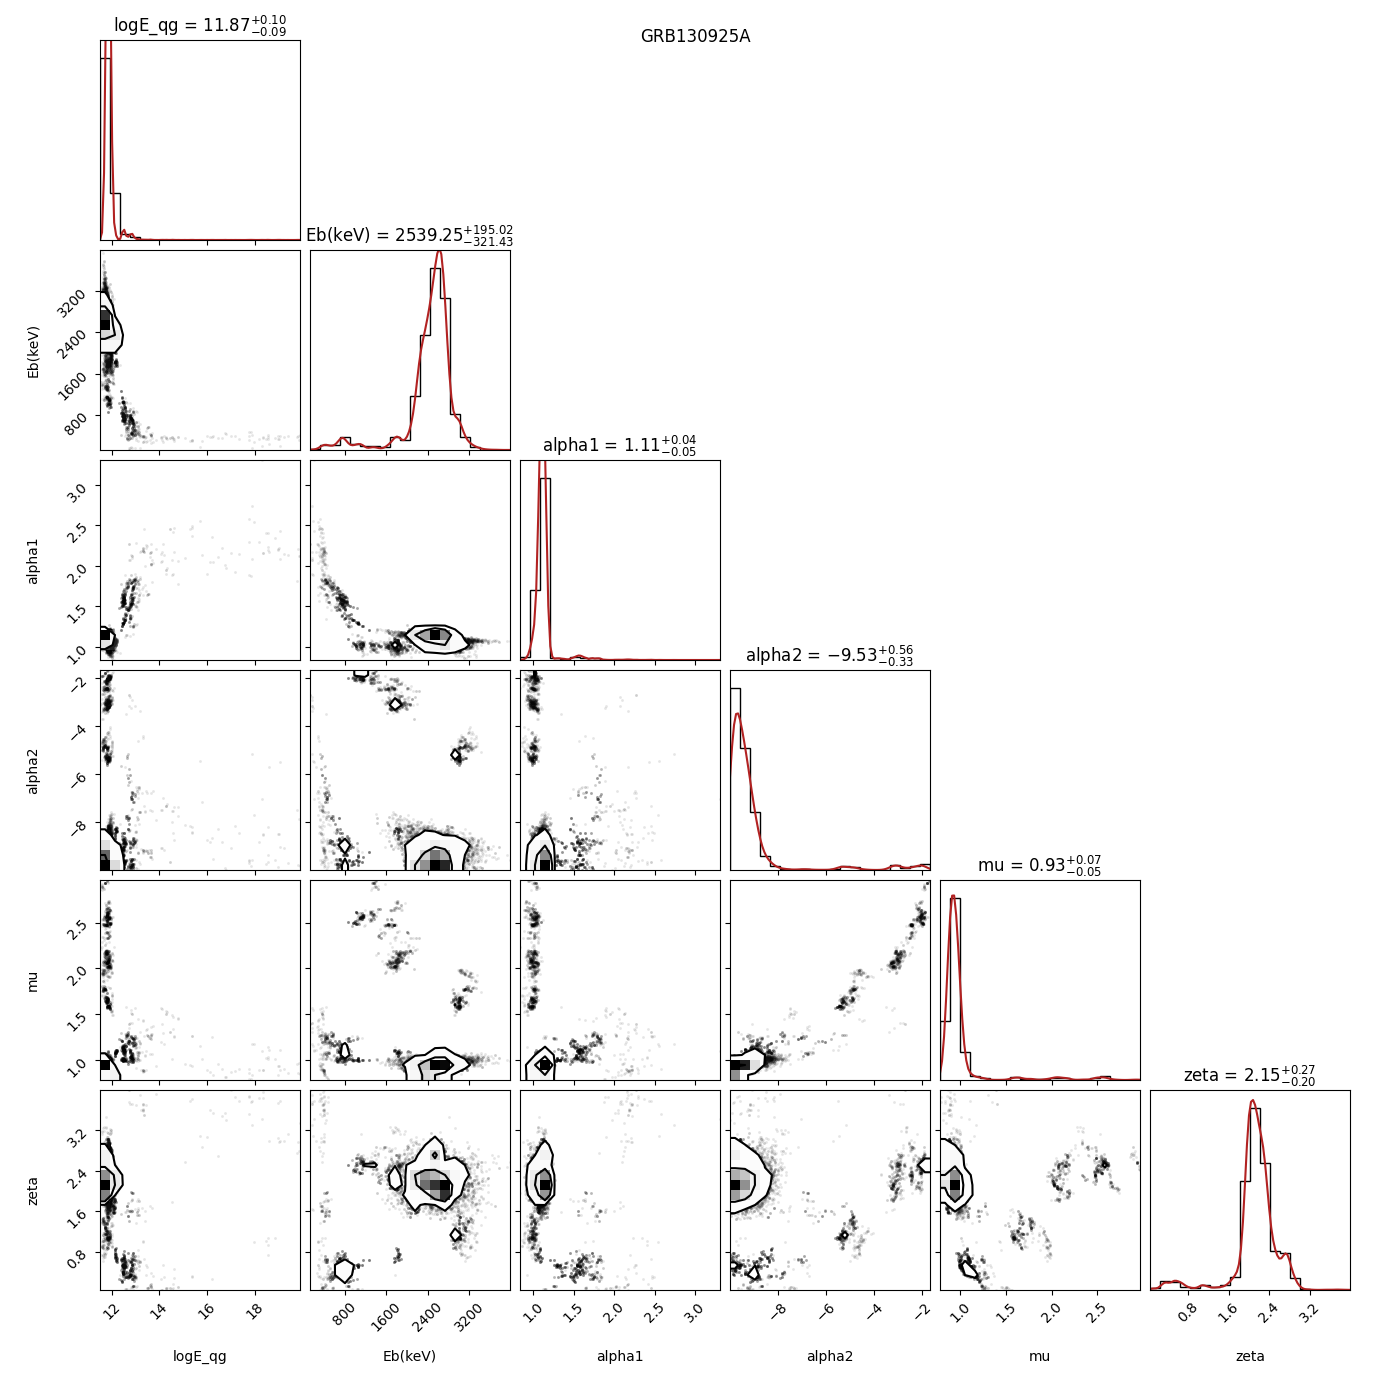 GRB130925A
logE_qg = 11.87 +0.10 −0.09
Eb(keV) = 2539.25 +195.02 −321.43
3200
2400
1600
800
Eb(keV)
alpha1 = 1.11 +0.04 −0.05
3.0
2.5
2.0
1.5
1.0
alpha1
alpha2 = −9.53 +0.56 −0.33
−2
−4
−6
−8
alpha2
mu = 0.93 +0.07 −0.05
2.5
2.0
1.5
1.0
mu
zeta = 2.15 +0.27 −0.20
3.2
2.4
1.6
0.8
zeta
12 14 16 18
800 1600 2400 3200
1.0 1.5 2.0 2.5 3.0
−8 −6 −4 −2
1.0 1.5 2.0 2.5
0.8 1.6 2.4 3.2
logE_qg Eb(keV) alpha1 alpha2 mu zeta